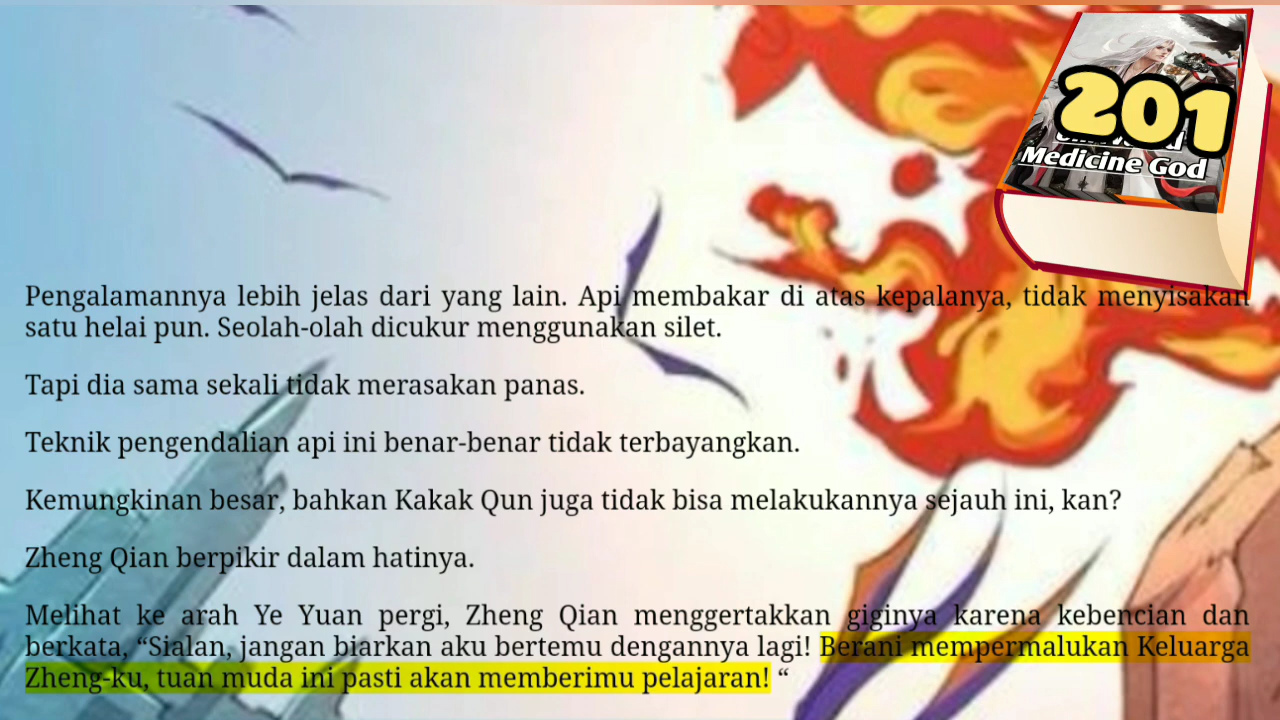 201
Medicine God
Pengalamannya lebih jelas dari yang lain. Api membakar di atas kepalanya, tidak menyisakan
satu helai pun. Seolah-olah dicukur menggunakan silet.
Tapi dia sama sekali tidak merasakan panas.
Teknik pengendalian api ini benar-benar tidak terbayangkan.
Kemungkinan besar, bahkan Kakak Qun juga tidak bisa melakukannya sejauh ini, kan?
Zheng Qian berpikir dalam hatinya.
Melihat ke arah Ye Yuan pergi, Zheng Qian menggertakkan giginya karena kebencian dan
berkata, “Sialan, jangan biarkan aku bertemu dengannya lagi! Berani mempermalukan Keluarga
Zheng-ku, tuan muda ini pasti akan memberimu pelajaran! “